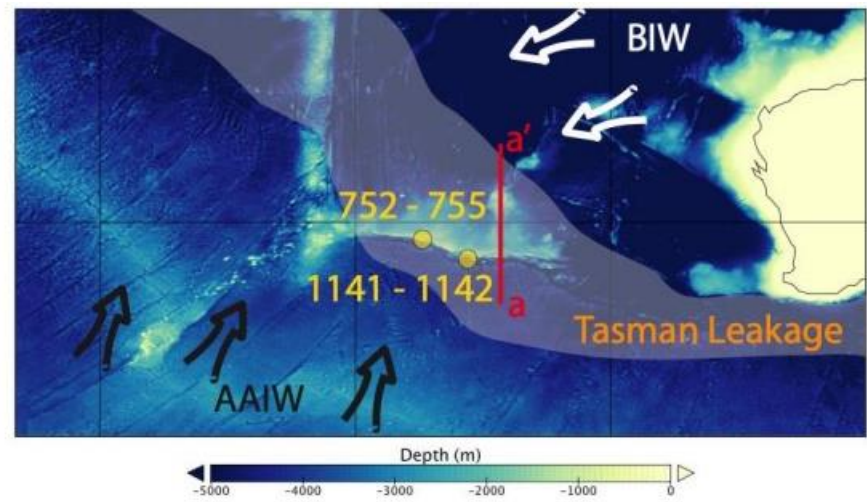 BIW
a'
752 - 755
1141 - 1142
a
Tasman Leakage
AAIW
Depth (m)
-5000 -4000 -3000 -2000 -1000 0